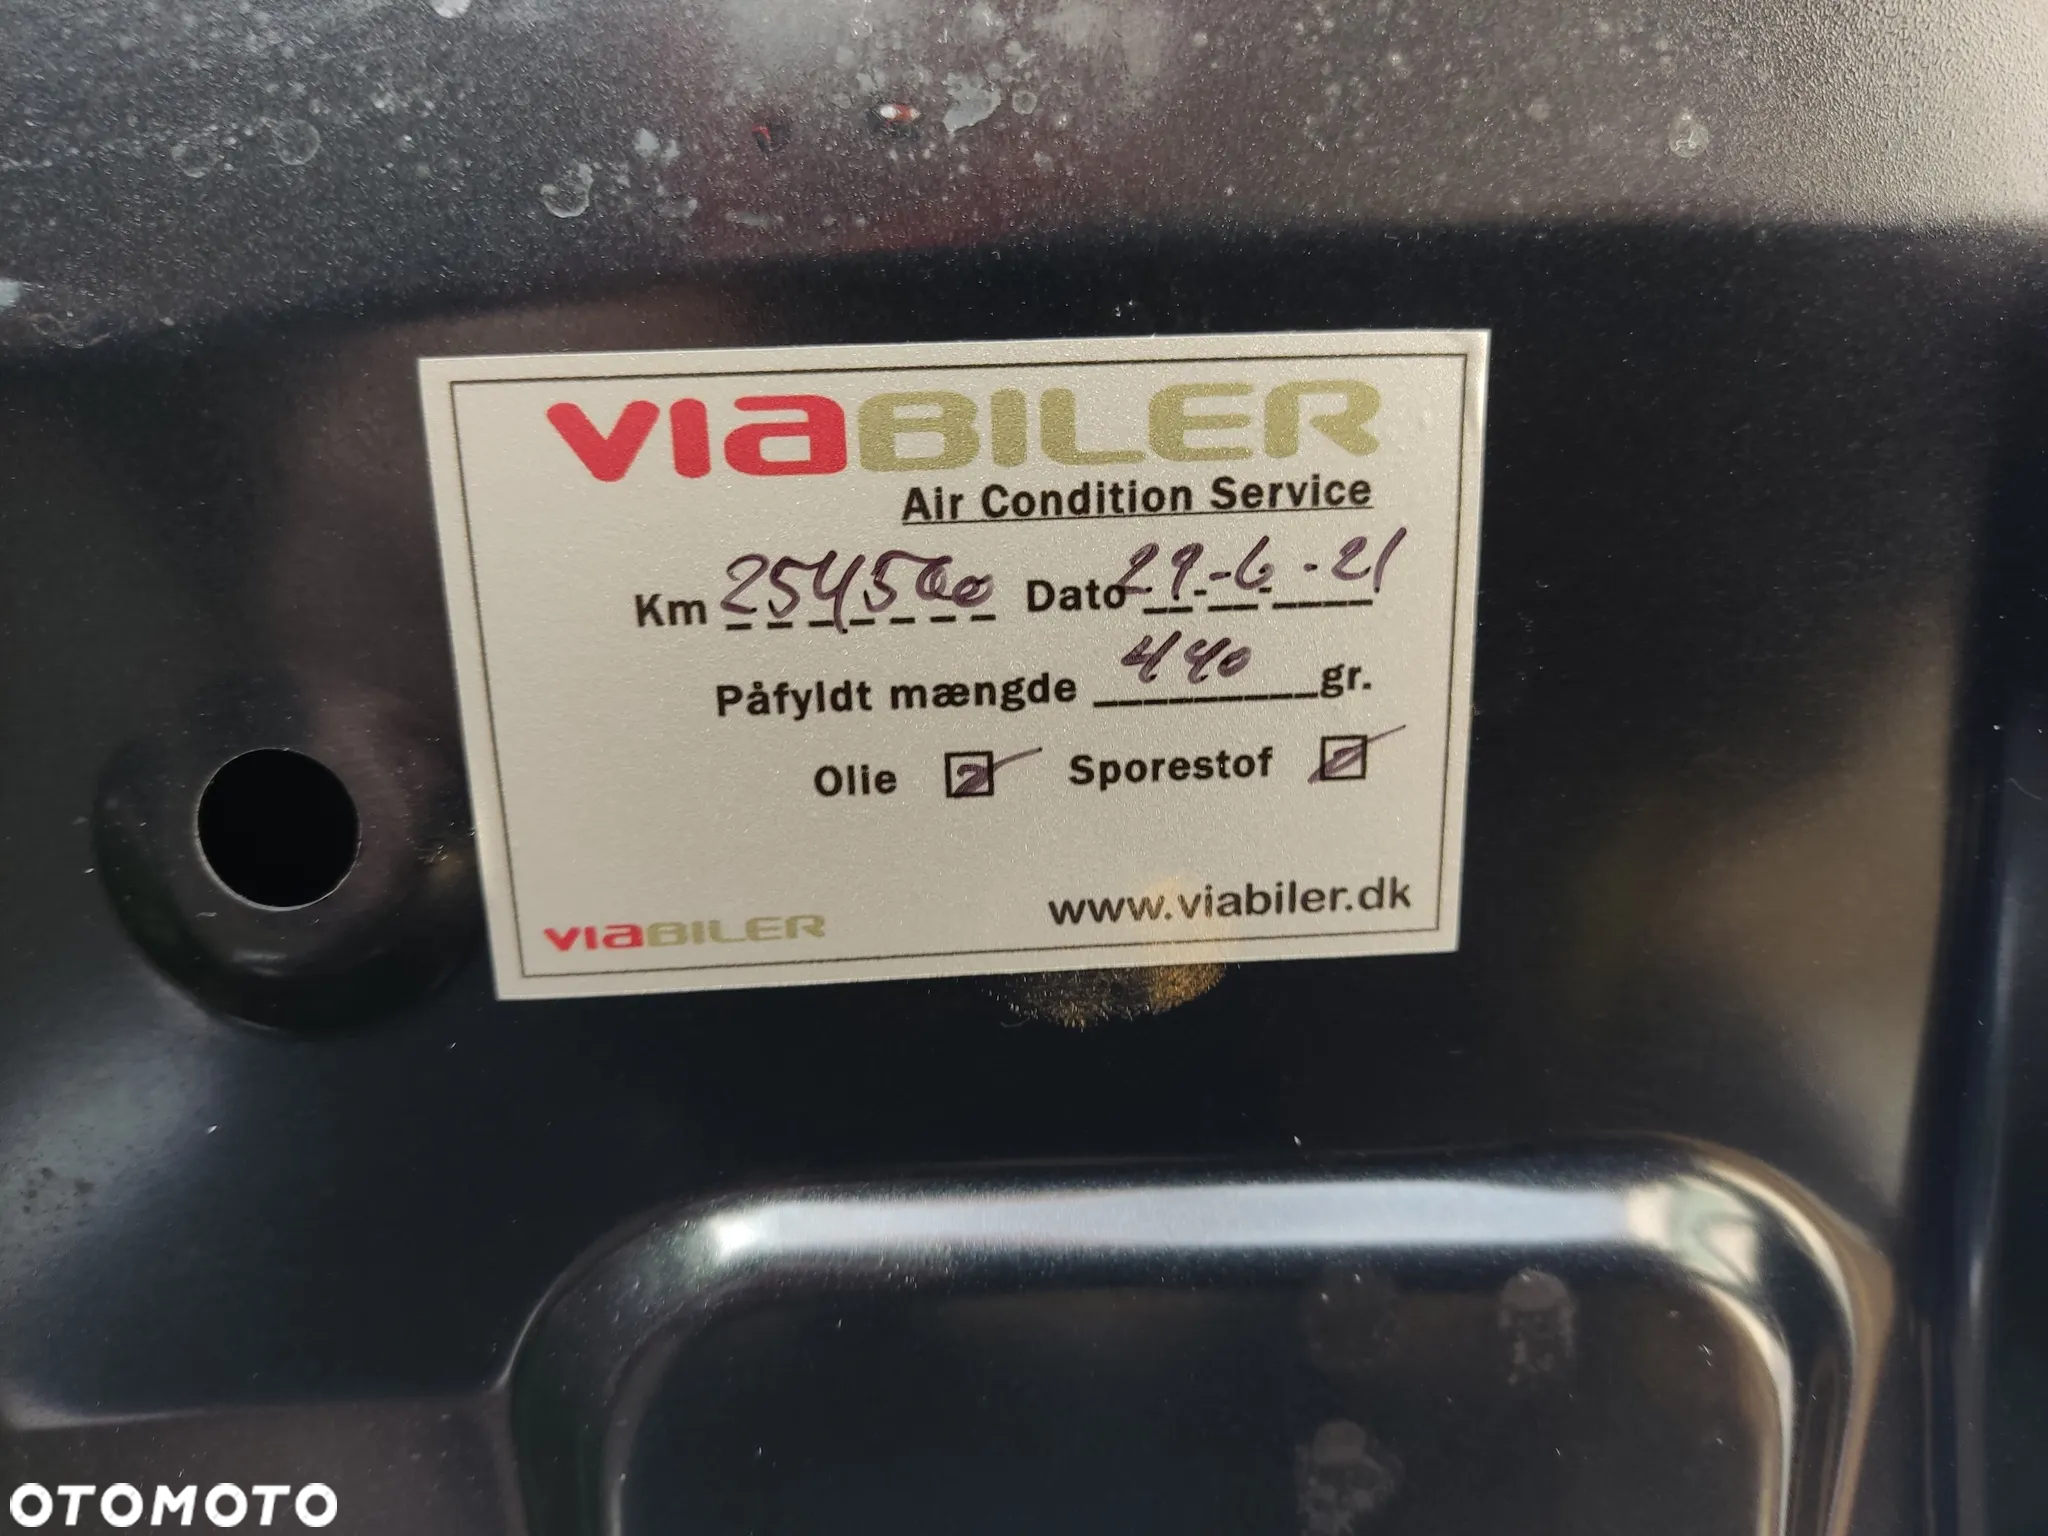 VIABILER
Air Condition Service
Km 254500 Dato 29-6-21
Påfyldt mængde 440 gr.
Olie Sporestof
VIABILER www.viabiler.dk
OTOMOTO